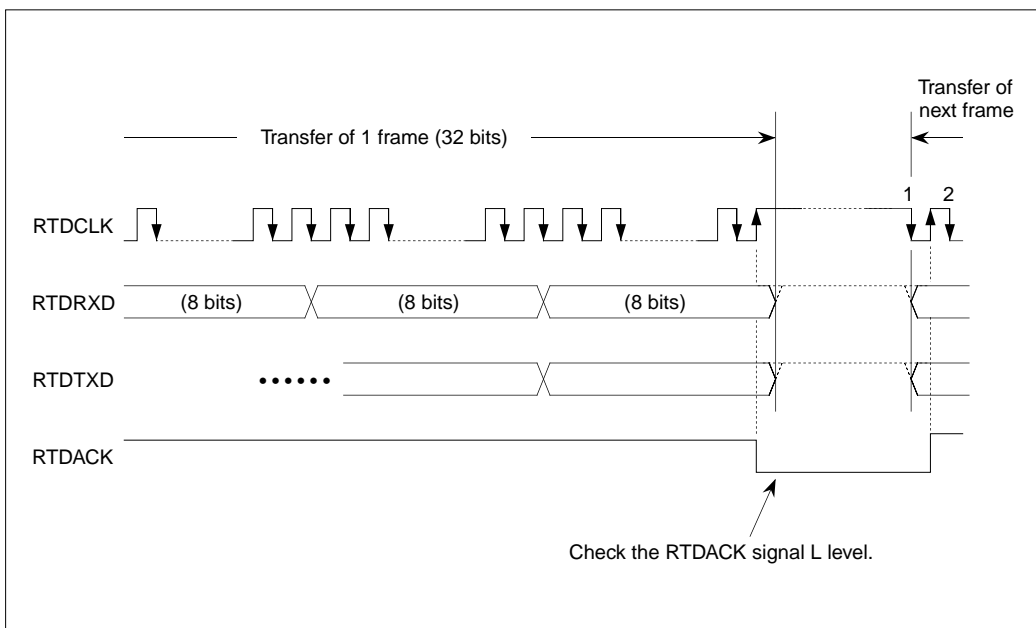 Transfer of
next frame
Transfer of 1 frame (32 bits)
1 2
RTDCLK
RTDRXD (8 bits) (8 bits) (8 bits)
RTDTXD
RTDACK
Check the RTDACK signal L level.